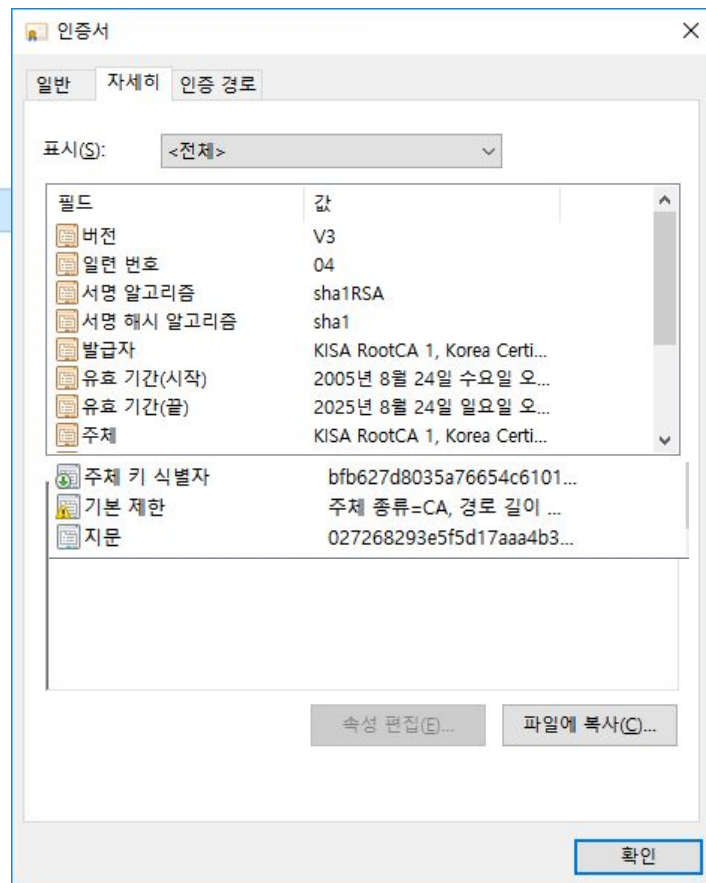 인증서
일반 자세히 인증 경로
표시(S): <전체>
필드 값
버전 V3
일련 번호 04
서명 알고리즘 sha1RSA
서명 해시 알고리즘 sha1
발급자 KISA RootCA 1, Korea Certi...
유효 기간(시작) 2005년 8월 24일 수요일 오...
유효 기간(끝) 2025년 8월 24일 일요일 오...
주체 KISA RootCA 1, Korea Certi...
주체 키 식별자 bfb627d8035a76654c6101...
기본 제한 주체 종류=CA, 경로 길이 ...
지문 027268293e5f5d17aaa4b3...
속성 편집(E)... 파일에 복사(C)...
확인